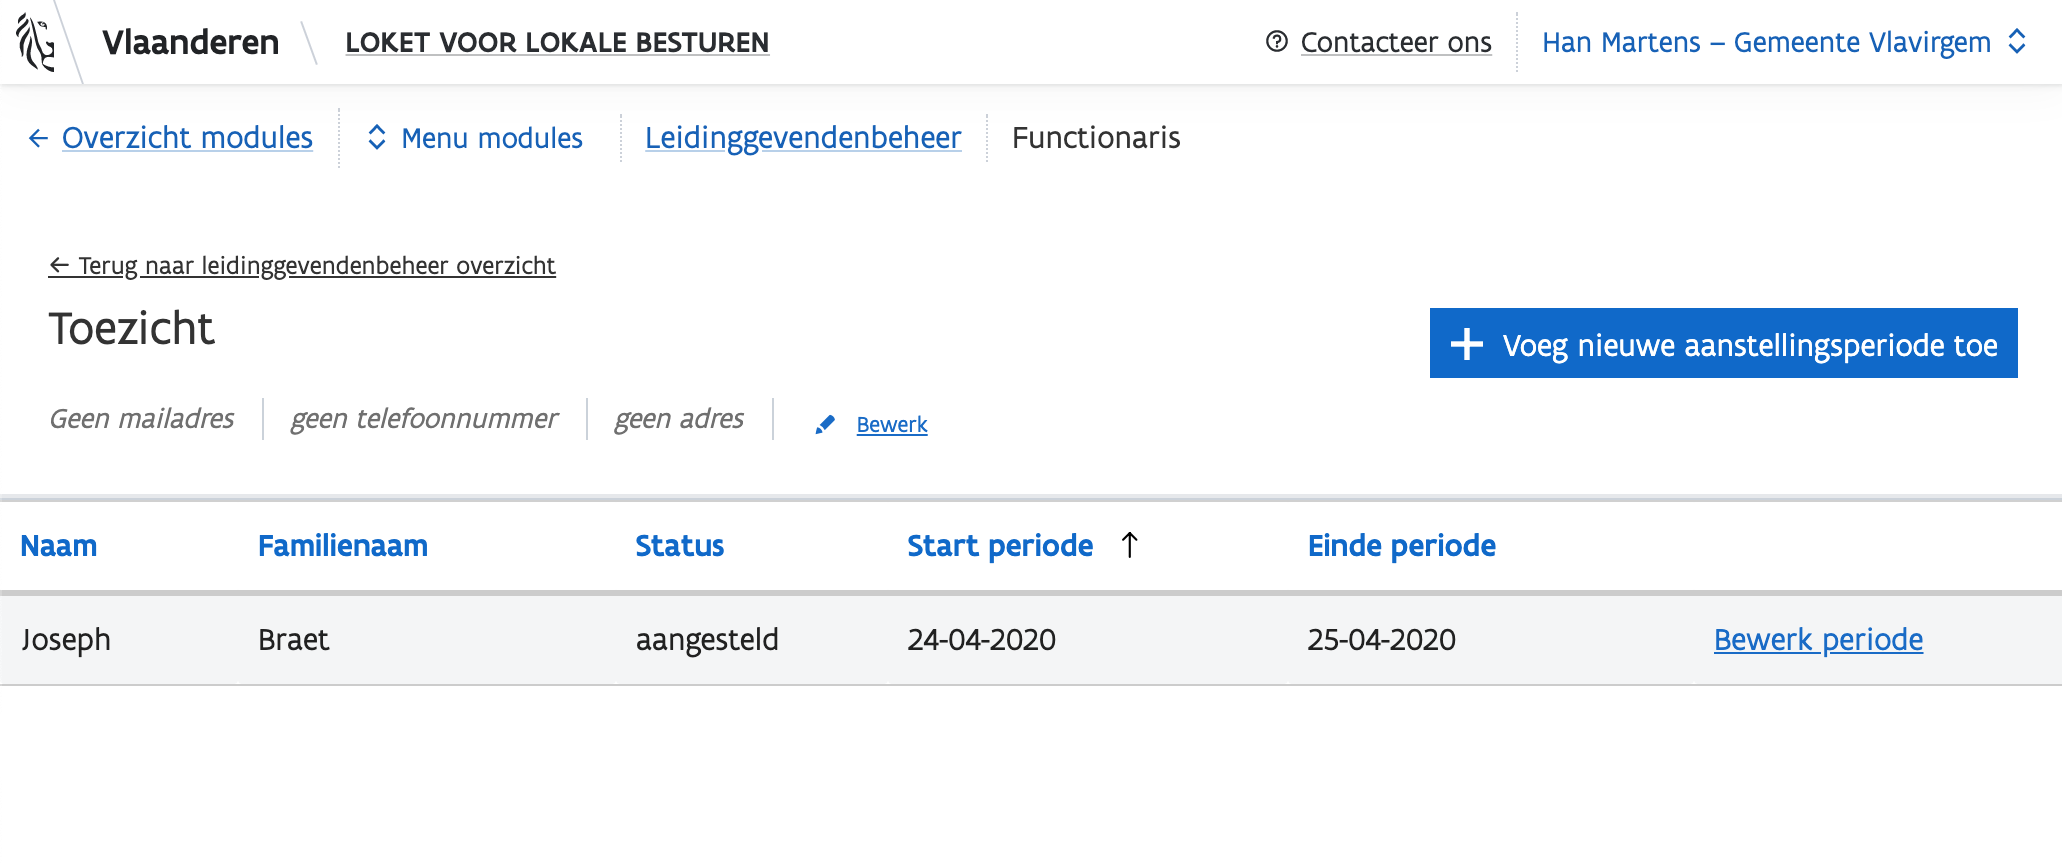 Vlaanderen LOKET VOOR LOKALE BESTUREN Contacteer ons Han Martens – Gemeente Vlavirgem
← Overzicht modules Menu modules Leidinggevendenbeheer Functionaris
← Terug naar leidinggevendenbeheer overzicht
Toezicht
Voeg nieuwe aanstellingsperiode toe
Geen mailadres geen telefoonnummer geen adres Bewerk
Naam Familienaam Status Start periode ↑ Einde periode
Joseph Braet aangesteld 24-04-2020 25-04-2020 Bewerk periode